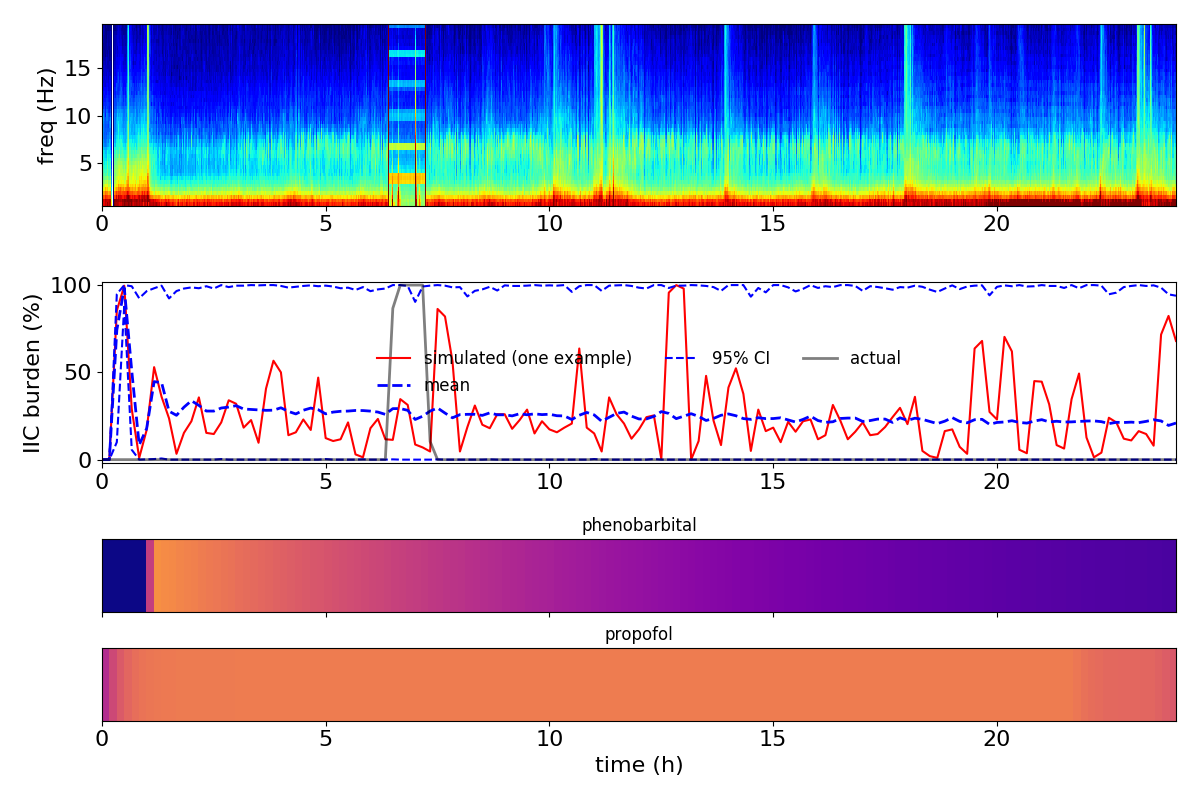 freq (Hz)
15
10
5
0 5 10 15 20
IIC burden (%)
100
50
0
simulated (one example) 95% CI actual
mean
0 5 10 15 20
phenobarbital
propofol
0 5 10 15 20
time (h)